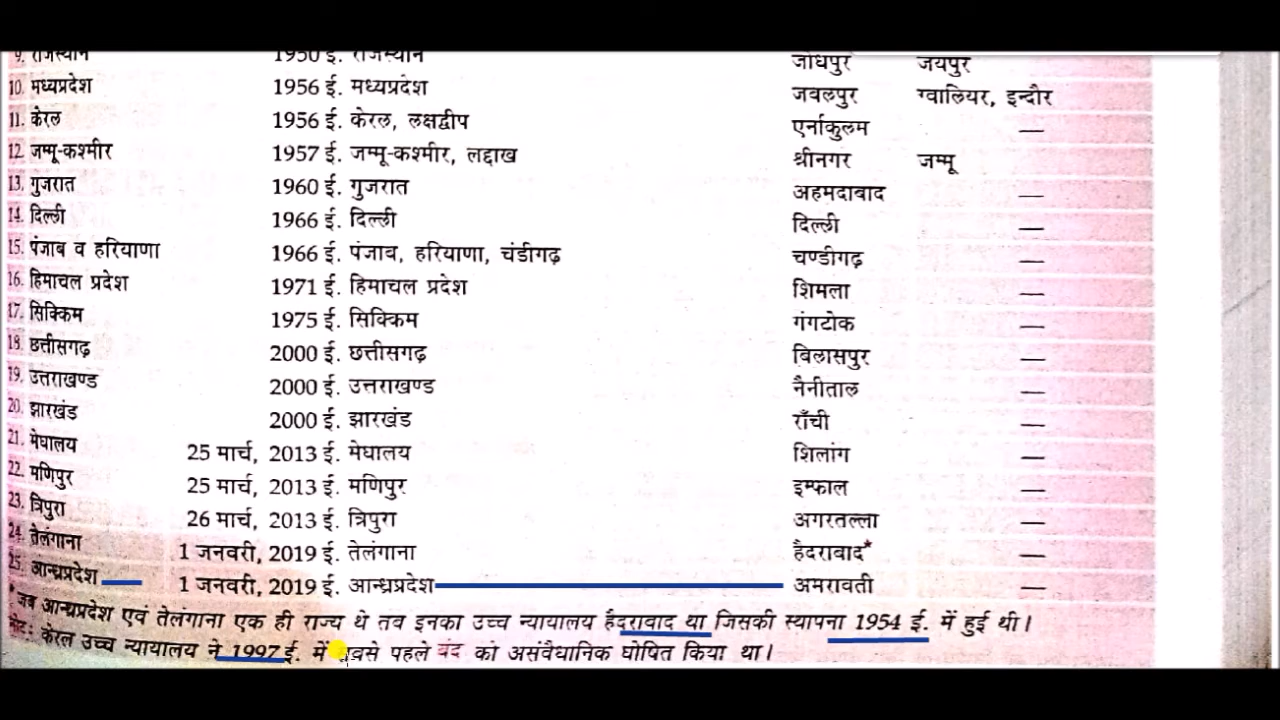 9. राजस्थान 1950 ई. राजस्थान जोधपुर जयपुर
10. मध्यप्रदेश 1956 ई. मध्यप्रदेश जबलपुर ग्वालियर, इन्दौर
11. केरल 1956 ई. केरल, लक्षद्वीप एर्नाकुलम —
12. जम्मू-कश्मीर 1957 ई. जम्मू-कश्मीर, लद्दाख श्रीनगर जम्मू
13. गुजरात 1960 ई. गुजरात अहमदाबाद —
14. दिल्ली 1966 ई. दिल्ली दिल्ली —
15. पंजाब व हरियाणा 1966 ई. पंजाब, हरियाणा, चंडीगढ़ चण्डीगढ़ —
16. हिमाचल प्रदेश 1971 ई. हिमाचल प्रदेश शिमला —
17. सिक्किम 1975 ई. सिक्किम गंगटोक —
18. छत्तीसगढ़ 2000 ई. छत्तीसगढ़ बिलासपुर —
19. उत्तराखण्ड 2000 ई. उत्तराखण्ड नैनीताल —
20. झारखंड 2000 ई. झारखंड राँची —
21. मेघालय 25 मार्च, 2013 ई. मेघालय शिलांग —
22. मणिपुर 25 मार्च, 2013 ई. मणिपुर इम्फाल —
23. त्रिपुरा 26 मार्च, 2013 ई. त्रिपुरा अगरतल्ला —
24. तेलंगाना 1 जनवरी, 2019 ई. तेलंगाना हैदराबाद* —
25. आन्ध्रप्रदेश 1 जनवरी, 2019 ई. आन्ध्रप्रदेश अमरावती —
*जब आन्ध्रप्रदेश एवं तेलंगाना एक ही राज्य थे तब इनका उच्च न्यायालय हैदराबाद था जिसकी स्थापना 1954 ई. में हुई थी।
नोट: केरल उच्च न्यायालय ने 1997 ई. में सबसे पहले बंद को असंवैधानिक घोषित किया था।